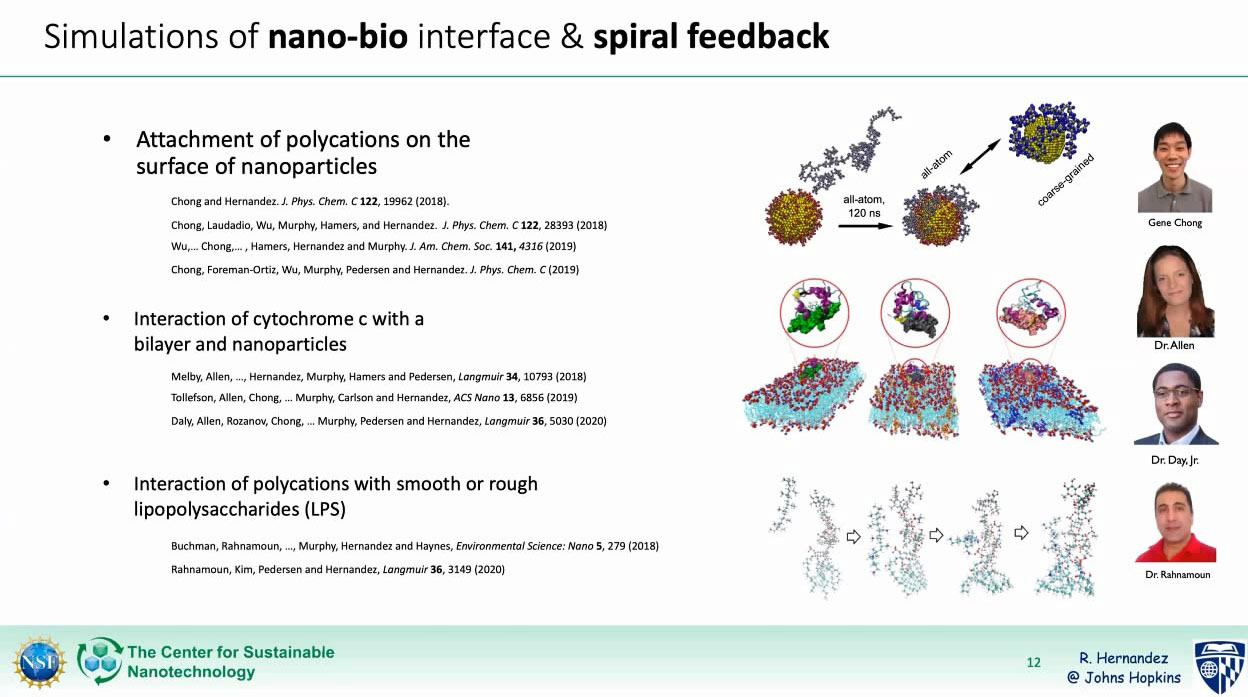 Simulations of nano-bio interface & spiral feedback
• Attachment of polycations on the
surface of nanoparticles
Chong and Hernandez. J. Phys. Chem. C 122, 19962 (2018).
Chong, Laudadio, Wu, Murphy, Hamers, and Hernandez. J. Phys. Chem. C 122, 28393 (2018)
Wu,... Chong,... , Hamers, Hernandez and Murphy. J. Am. Chem. Soc. 141, 4316 (2019)
Chong, Foreman-Ortiz, Wu, Murphy, Pedersen and Hernandez. J. Phys. Chem. C (2019)
• Interaction of cytochrome c with a
bilayer and nanoparticles
Melby, Allen, ..., Hernandez, Murphy, Hamers and Pedersen, Langmuir 34, 10793 (2018)
Tollefson, Allen, Chong, ... Murphy, Carlson and Hernandez, ACS Nano 13, 6856 (2019)
Daly, Allen, Rozanov, Chong, ... Murphy, Pedersen and Hernandez, Langmuir 36, 5030 (2020)
• Interaction of polycations with smooth or rough
lipopolysaccharides (LPS)
Buchman, Rahnamoun, ..., Murphy, Hernandez and Haynes, Environmental Science: Nano 5, 279 (2018)
Rahnamoun, Kim, Pedersen and Hernandez, Langmuir 36, 3149 (2020)
all-atom,
120 ns
all-atom
coarse-grained
Gene Chong
Dr. Allen
Dr. Day, Jr.
Dr. Rahnamoun
NSF
The Center for Sustainable
Nanotechnology
12
R. Hernandez
@ Johns Hopkins